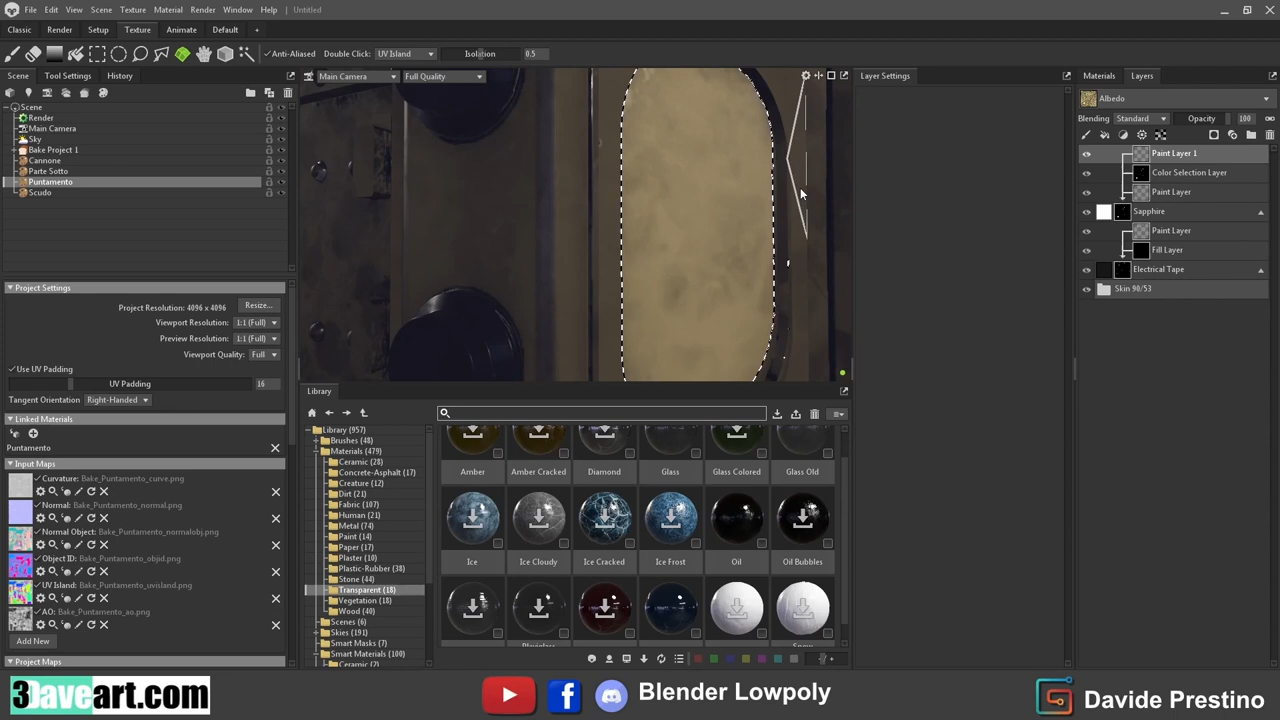 File Edit View Scene Texture Material Render Window Help Untitled
Classic Render Setup Texture Animate Default +
Anti-Aliased Double Click: UV Island Isolation 0.5
Scene Tool Settings History
Main Camera Full Quality
Layer Settings
Materials Layers
Scene
Render
Main Camera
Sky
Bake Project 1
Cannone
Parte Sotto
Puntamento
Scudo
Albedo
Blending Standard Opacity 100
Paint Layer 1
Color Selection Layer
Paint Layer
Sapphire
Paint Layer
Fill Layer
Electrical Tape
Skin 90/53
Project Settings
Project Resolution: 4096 x 4096 Resize...
Viewport Resolution: 1:1 (Full)
Preview Resolution: 1:1 (Full)
Viewport Quality: Full
Use UV Padding
UV Padding 16
Tangent Orientation Right-Handed
Linked Materials
Puntamento
Input Maps
Curvature: Bake_Puntamento_curve.png
Normal: Bake_Puntamento_normal.png
Normal Object: Bake_Puntamento_normalobj.png
Object ID: Bake_Puntamento_objid.png
UV Island: Bake_Puntamento_uvisland.png
AO: Bake_Puntamento_ao.png
Add New
Project Maps
Library
Library (957)
Brushes (48)
Materials (479)
Ceramic (28)
Concrete-Asphalt (17)
Creature (12)
Dirt (21)
Fabric (107)
Human (21)
Metal (74)
Paint (14)
Paper (17)
Plaster (10)
Plastic-Rubber (38)
Stone (44)
Transparent (18)
Vegetation (18)
Wood (40)
Scenes (6)
Skies (191)
Smart Masks (7)
Smart Materials (100)
Ceramic (2)
Amber Amber Cracked Diamond Glass Glass Colored Glass Old
Ice Ice Cloudy Ice Cracked Ice Frost Oil Oil Bubbles
3Daveart.com
Blender Lowpoly
Davide Prestino